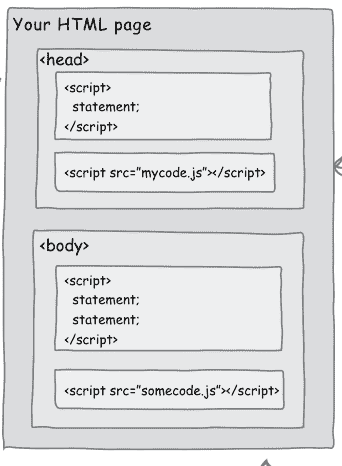 Your HTML page
<head>
<script>
statement;
</script>
<script src="mycode.js"></script>
<body>
<script>
statement;
statement;
</script>
<script src="somecode.js"></script>